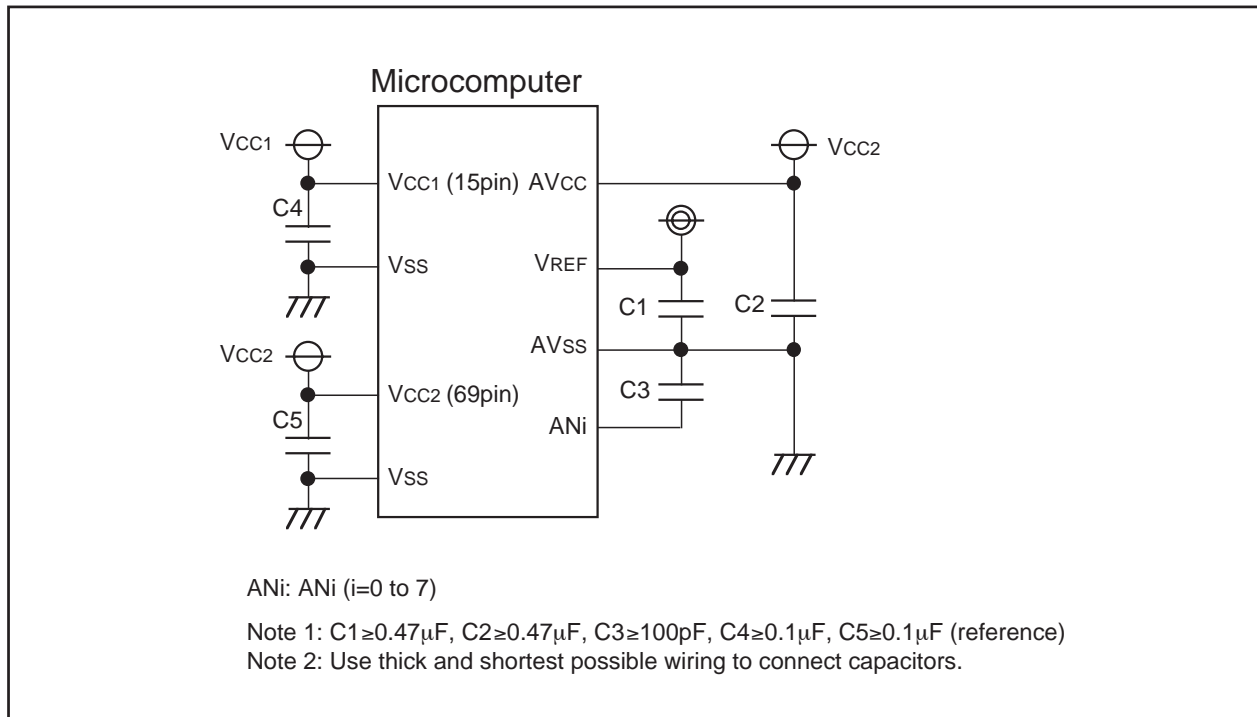 Microcomputer
VCC1
VCC2
VCC1 (15pin) AVCC
C4
VSS
VREF
C1
C2
VCC2
AVSS
VCC2 (69pin)
C3
C5
ANi
VSS
ANi: ANi (i=0 to 7)
Note 1: C1≥0.47μF, C2≥0.47μF, C3≥100pF, C4≥0.1μF, C5≥0.1μF (reference)
Note 2: Use thick and shortest possible wiring to connect capacitors.